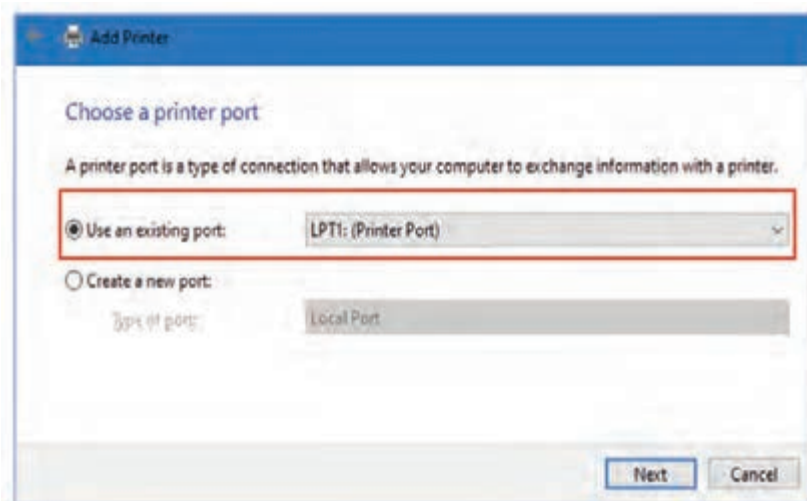 Add Printer
Choose a printer port
A printer port is a type of connection that allows your computer to exchange information with a printer.
Use an existing port: LPT1: (Printer Port)
Create a new port:
Type of port: Local Port
Next Cancel